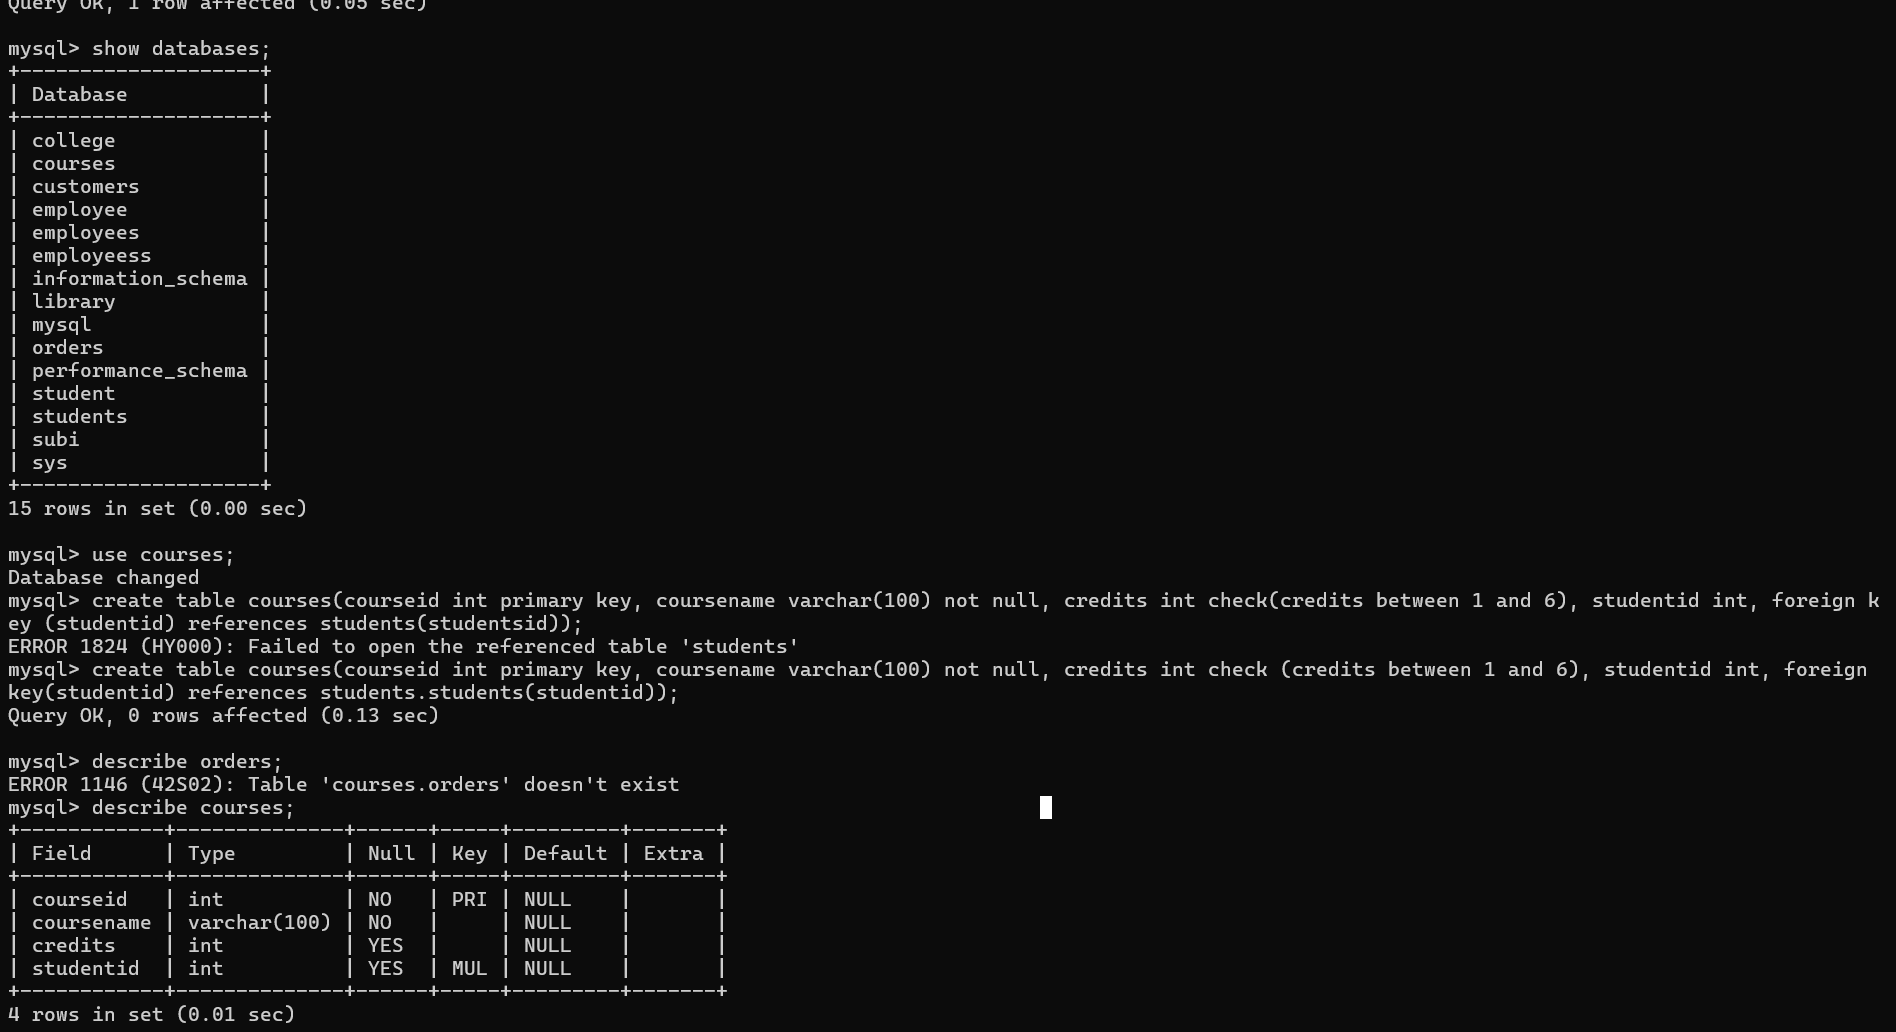 Query OK, 1 row affected (0.05 sec)
mysql> show databases;
+--------------------+
| Database           |
+--------------------+
| college            |
| courses            |
| customers          |
| employee           |
| employees          |
| employeess         |
| information_schema |
| library            |
| mysql              |
| orders             |
| performance_schema |
| student            |
| students           |
| subi               |
| sys                |
+--------------------+
15 rows in set (0.00 sec)
mysql> use courses;
Database changed
mysql> create table courses(courseid int primary key, coursename varchar(100) not null, credits int check(credits between 1 and 6), studentid int, foreign k
ey (studentid) references students(studentsid));
ERROR 1824 (HY000): Failed to open the referenced table 'students'
mysql> create table courses(courseid int primary key, coursename varchar(100) not null, credits int check (credits between 1 and 6), studentid int, foreign
key(studentid) references students.students(studentid));
Query OK, 0 rows affected (0.13 sec)
mysql> describe orders;
ERROR 1146 (42S02): Table 'courses.orders' doesn't exist
mysql> describe courses;
+------------+--------------+------+-----+---------+-------+
| Field      | Type         | Null | Key | Default | Extra |
+------------+--------------+------+-----+---------+-------+
| courseid   | int          | NO   | PRI | NULL    |       |
| coursename | varchar(100) | NO   |     | NULL    |       |
| credits    | int          | YES  |     | NULL    |       |
| studentid  | int          | YES  | MUL | NULL    |       |
+------------+--------------+------+-----+---------+-------+
4 rows in set (0.01 sec)